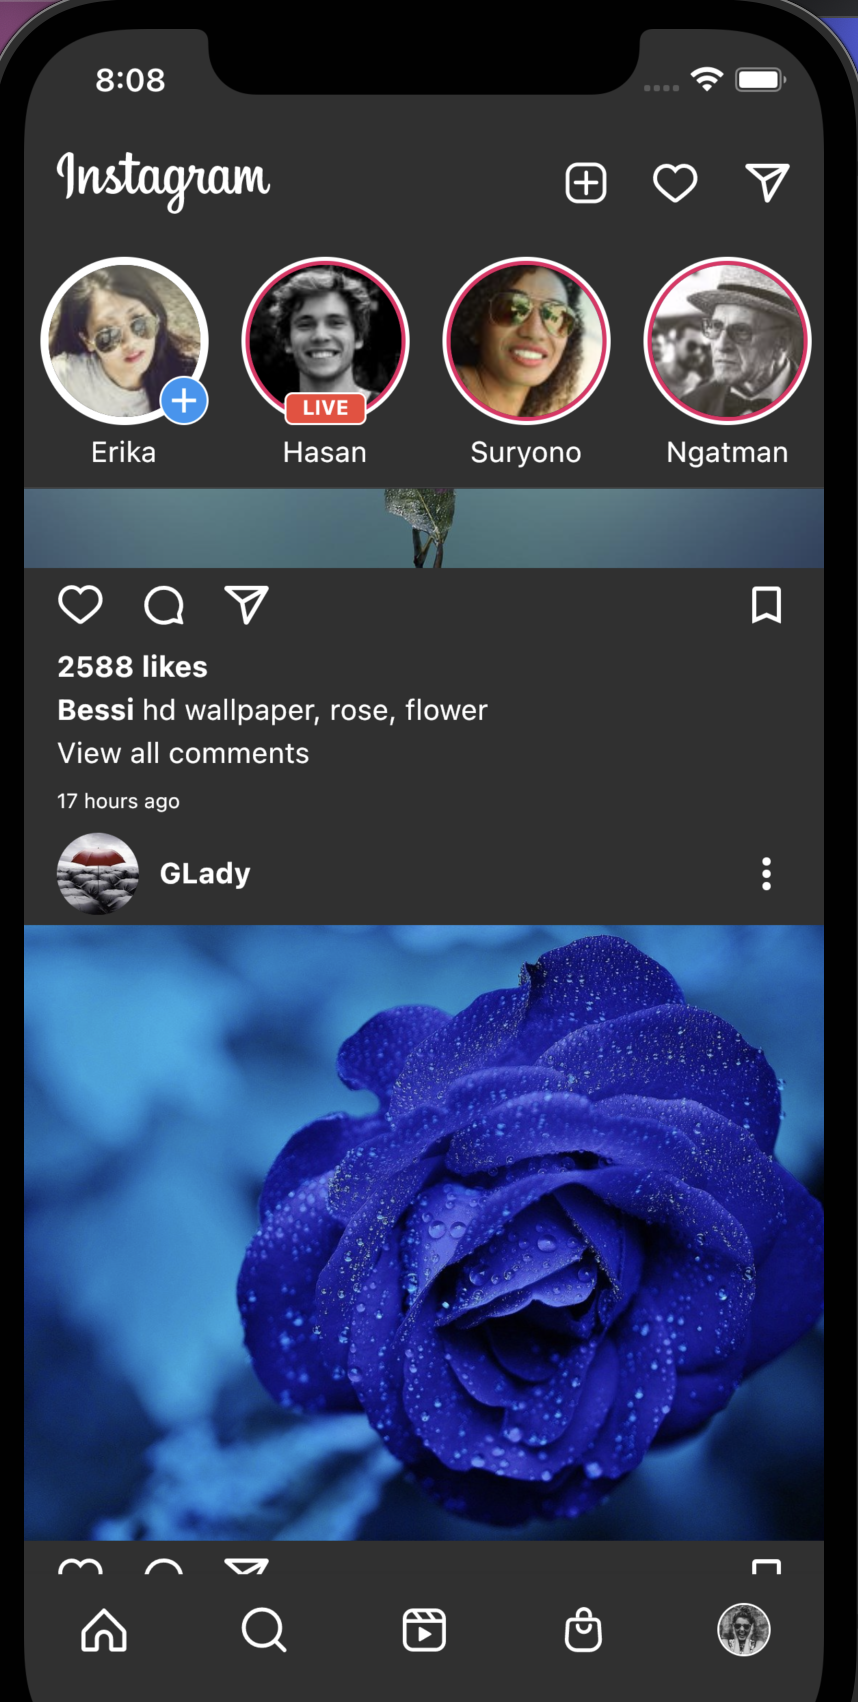 8:08
Instagram
LIVE
Erika
Hasan
Suryono
Ngatman
2588 likes
Bessi hd wallpaper, rose, flower
View all comments
17 hours ago
GLady